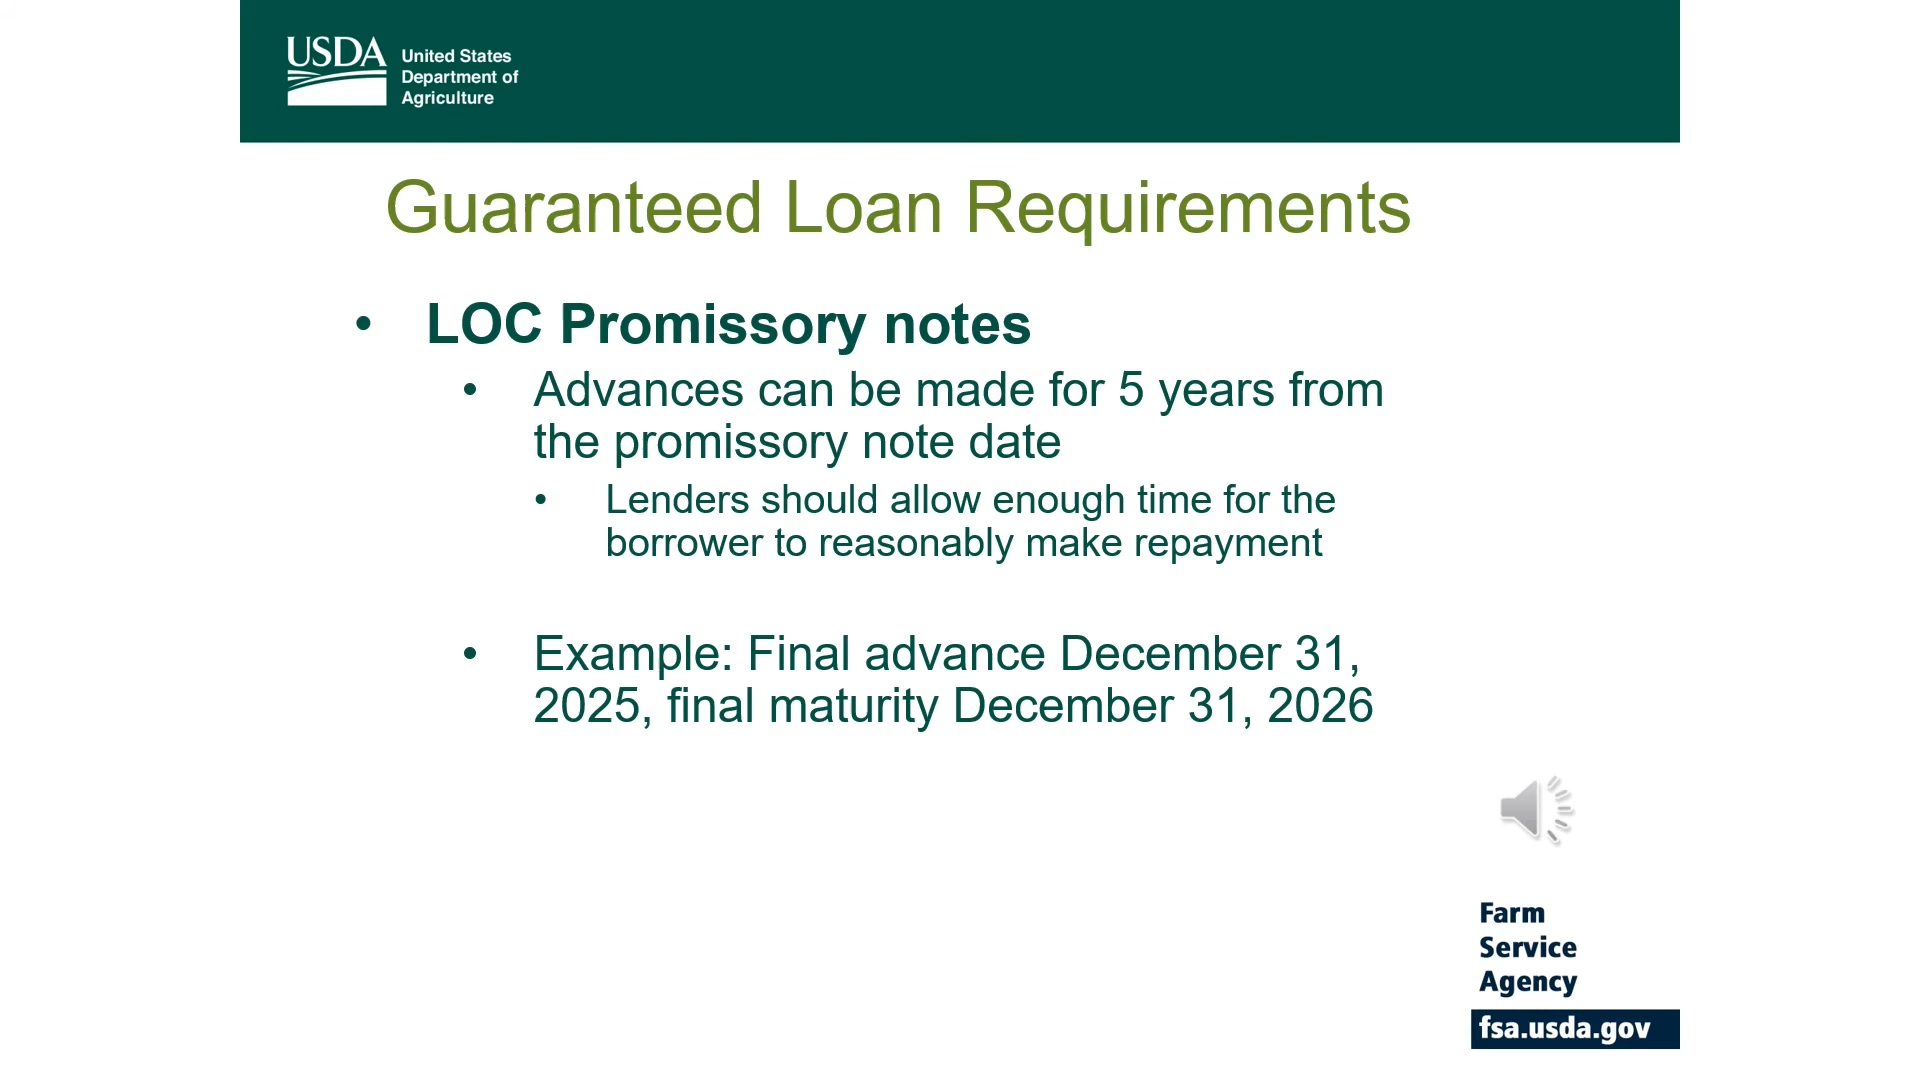 USDA
United States
Department of
Agriculture
Guaranteed Loan Requirements
• LOC Promissory notes
• Advances can be made for 5 years from
the promissory note date
• Lenders should allow enough time for the
borrower to reasonably make repayment
• Example: Final advance December 31,
2025, final maturity December 31, 2026
Farm
Service
Agency
fsa.usda.gov